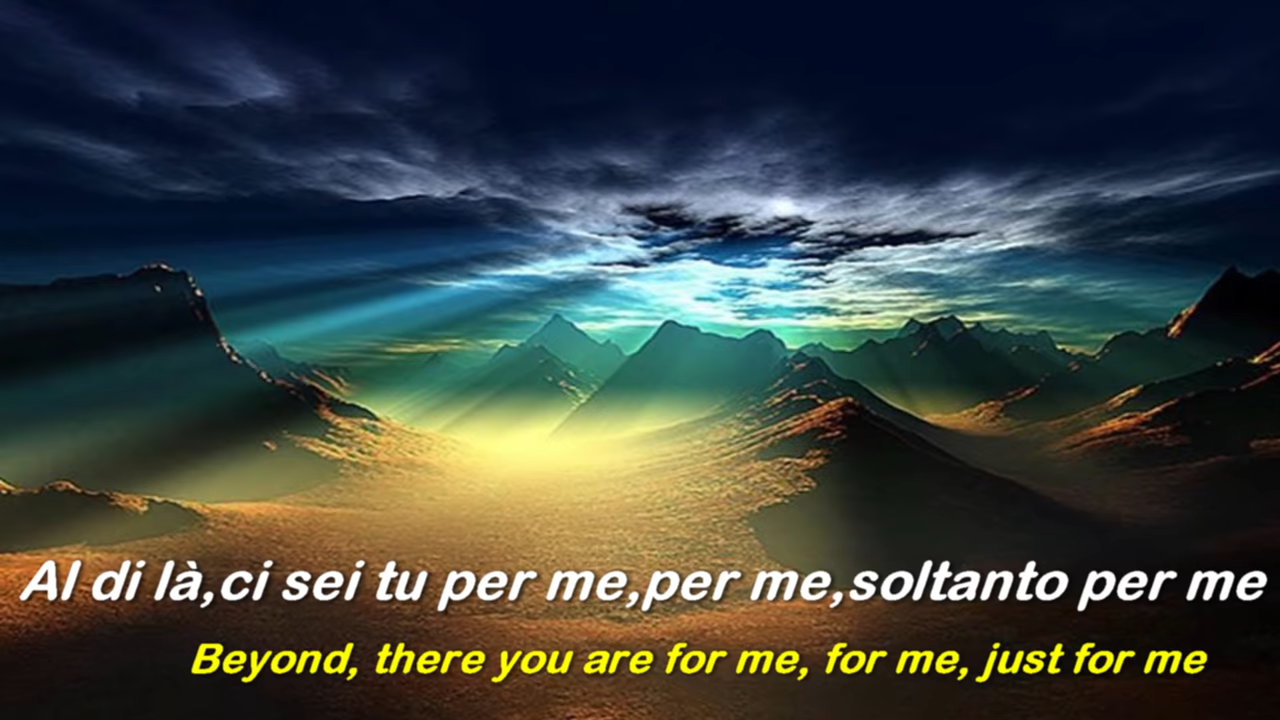 Al di là,ci sei tu per me,per me,soltanto per me
Beyond, there you are for me, for me, just for me